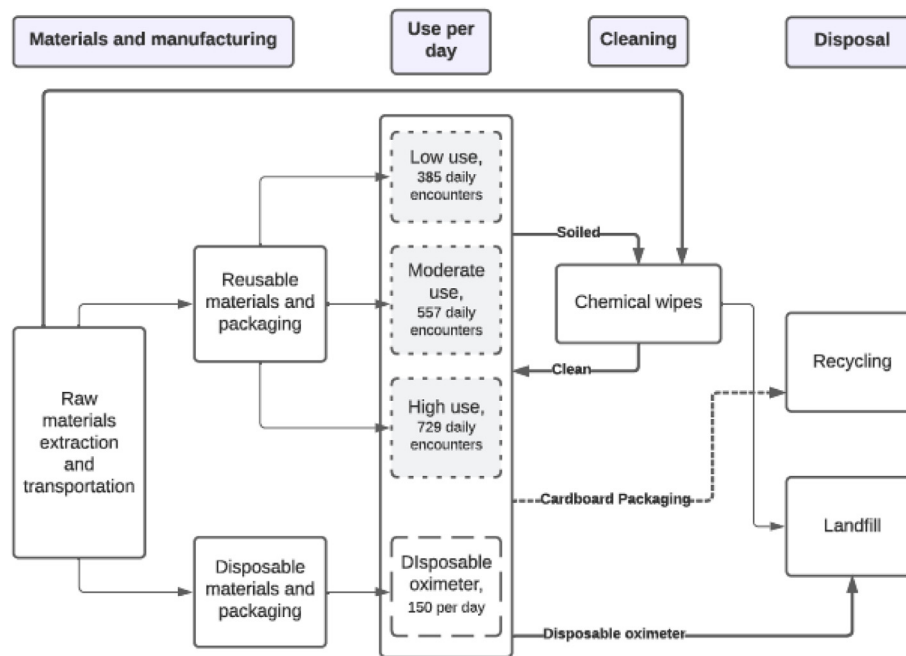 Materials and manufacturing
Use per
day
Cleaning
Disposal
Low use,
385 daily
encounters
Soiled
Reusable
materials and
packaging
Moderate
use,
557 daily
encounters
Chemical wipes
Clean
Recycling
Raw
materials
extraction
and
transportation
High use,
729 daily
encounters
Cardboard Packaging
Landfill
Disposable
materials and
packaging
DIsposable
oximeter,
150 per day
Disposable oximeter